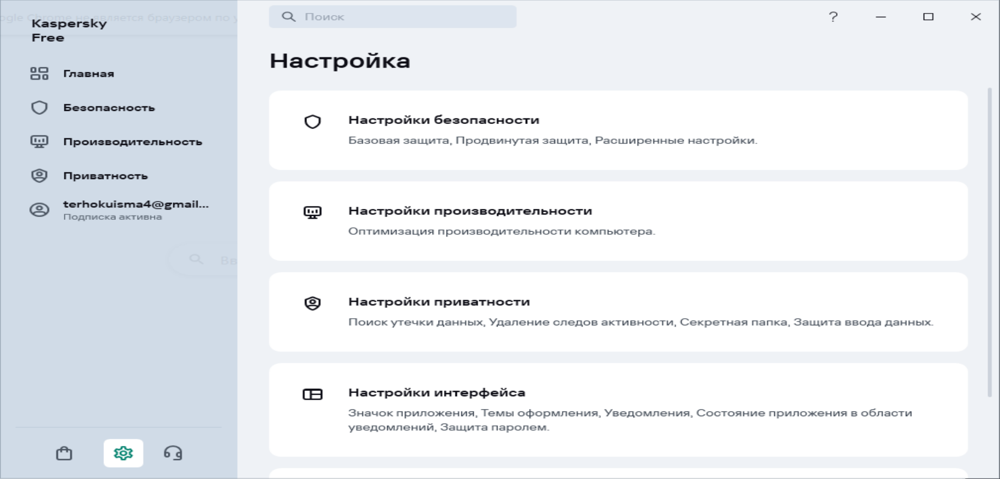 ogle Chrome не является браузером по у
Kaspersky
Free
Главная
Безопасность
Производительность
Приватность
terhokuisma4@gmail...
Подписка активна
Вв
Поиск
?
Настройка
Настройки безопасности
Базовая защита, Продвинутая защита, Расширенные настройки.
Настройки производительности
Оптимизация производительности компьютера.
Настройки приватности
Поиск утечки данных, Удаление следов активности, Секретная папка, Защита ввода данных.
Настройки интерфейса
Значок приложения, Темы оформления, Уведомления, Состояние приложения в области
уведомлений, Защита паролем.